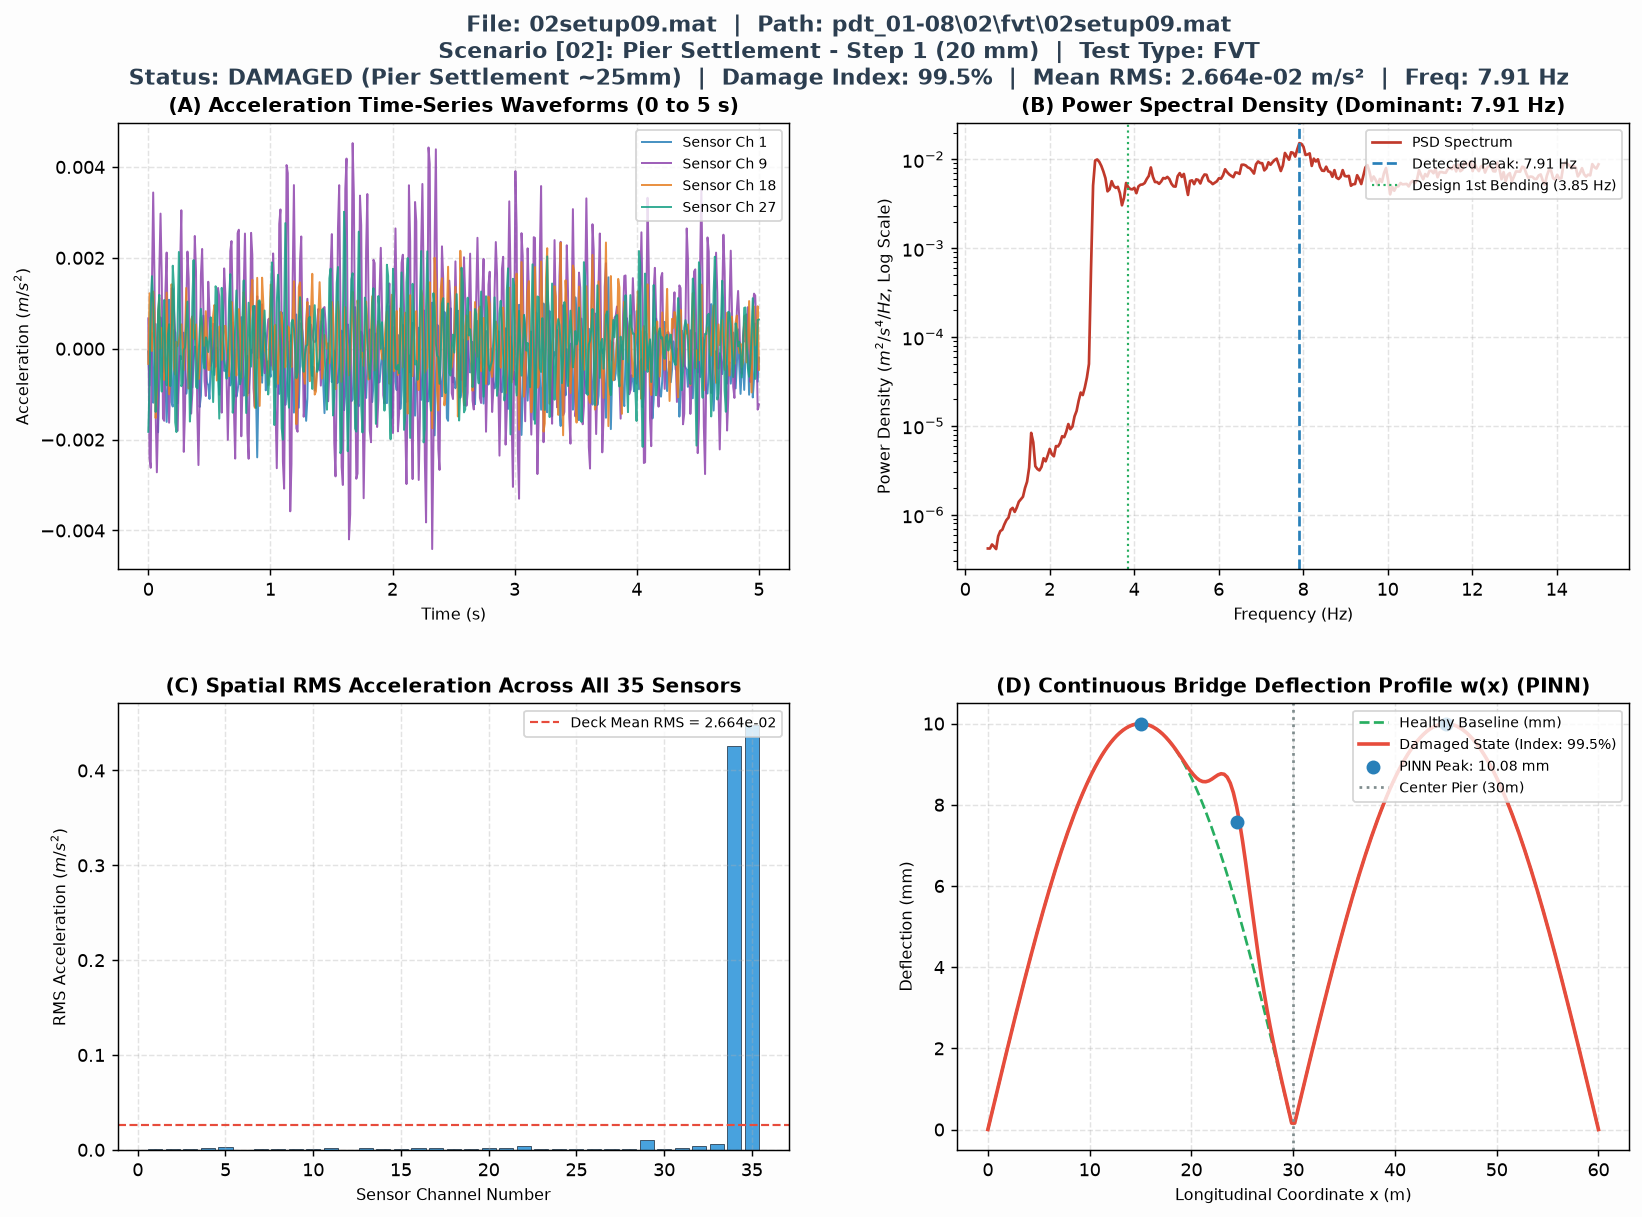 File: 02setup09.mat | Path: pdt_01-08\02\fvt\02setup09.mat
Scenario [02]: Pier Settlement - Step 1 (20 mm) | Test Type: FVT
Status: DAMAGED (Pier Settlement ~25mm) | Damage Index: 99.5% | Mean RMS: 2.664e-02 m/s² | Freq: 7.91 Hz
(A) Acceleration Time-Series Waveforms (0 to 5 s)
Sensor Ch 1
Sensor Ch 9
Sensor Ch 18
Sensor Ch 27
0.004
0.002
0.000
−0.002
−0.004
Acceleration (m/s²)
0 1 2 3 4 5
Time (s)
(B) Power Spectral Density (Dominant: 7.91 Hz)
PSD Spectrum
Detected Peak: 7.91 Hz
Design 1st Bending (3.85 Hz)
10⁻²
10⁻³
10⁻⁴
10⁻⁵
10⁻⁶
Power Density (m²/s⁴/Hz, Log Scale)
0 2 4 6 8 10 12 14
Frequency (Hz)
(C) Spatial RMS Acceleration Across All 35 Sensors
Deck Mean RMS = 2.664e-02
0.4
0.3
0.2
0.1
0.0
RMS Acceleration (m/s²)
0 5 10 15 20 25 30 35
Sensor Channel Number
(D) Continuous Bridge Deflection Profile w(x) (PINN)
Healthy Baseline (mm)
Damaged State (Index: 99.5%)
PINN Peak: 10.08 mm
Center Pier (30m)
10
8
6
4
2
0
Deflection (mm)
0 10 20 30 40 50 60
Longitudinal Coordinate x (m)